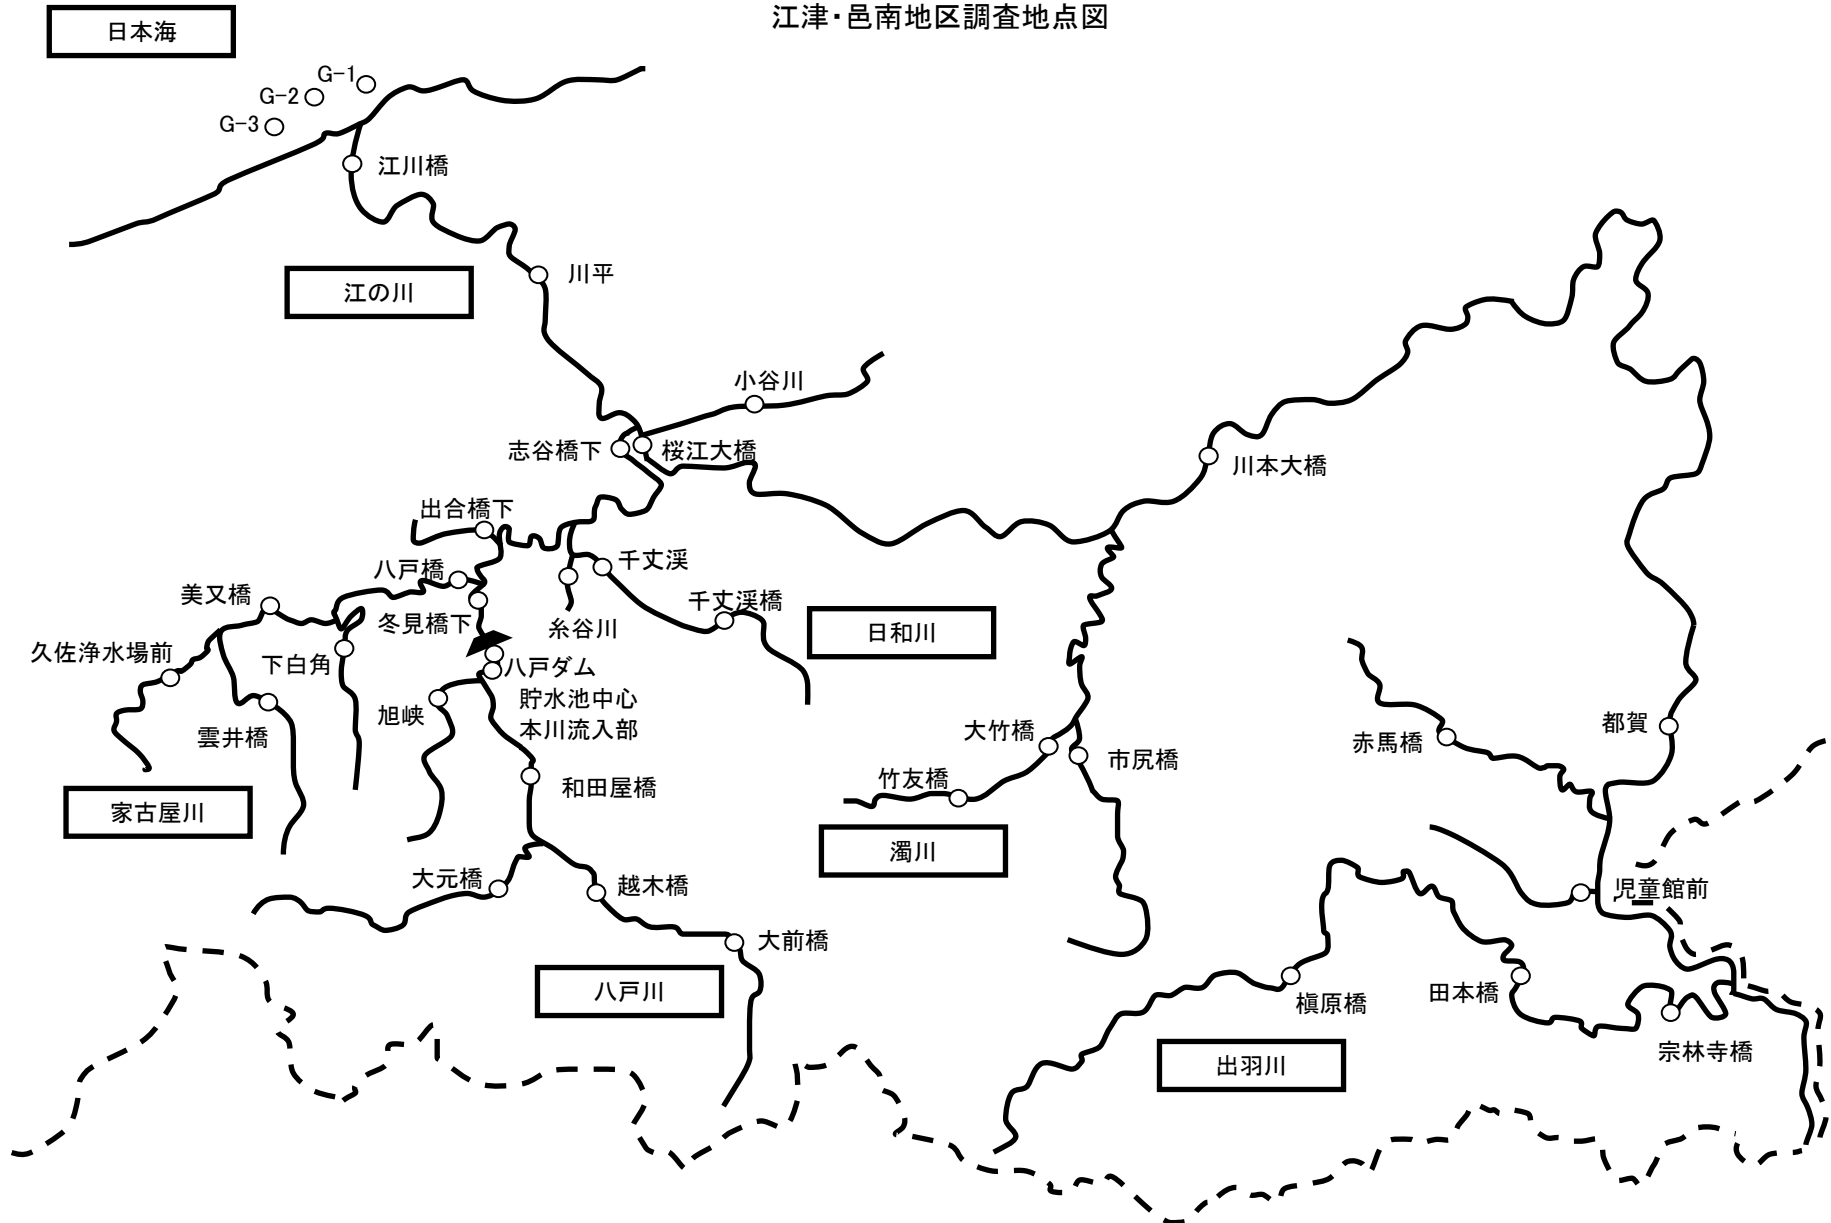 江津・邑南地区調査地点図
日本海
G-1
G-2
G-3
江川橋
川平
江の川
小谷川
志谷橋下
桜江大橋
川本大橋
出合橋下
千丈渓
八戸橋
美又橋
千丈渓橋
冬見橋下
糸谷川
日和川
久佐浄水場前
下白角
八戸ダム
貯水池中心
本川流入部
旭峡
雲井橋
大竹橋
市尻橋
赤馬橋
都賀
竹友橋
和田屋橋
家古屋川
濁川
大元橋
越木橋
児童館前
大前橋
八戸川
槇原橋
田本橋
宗林寺橋
出羽川